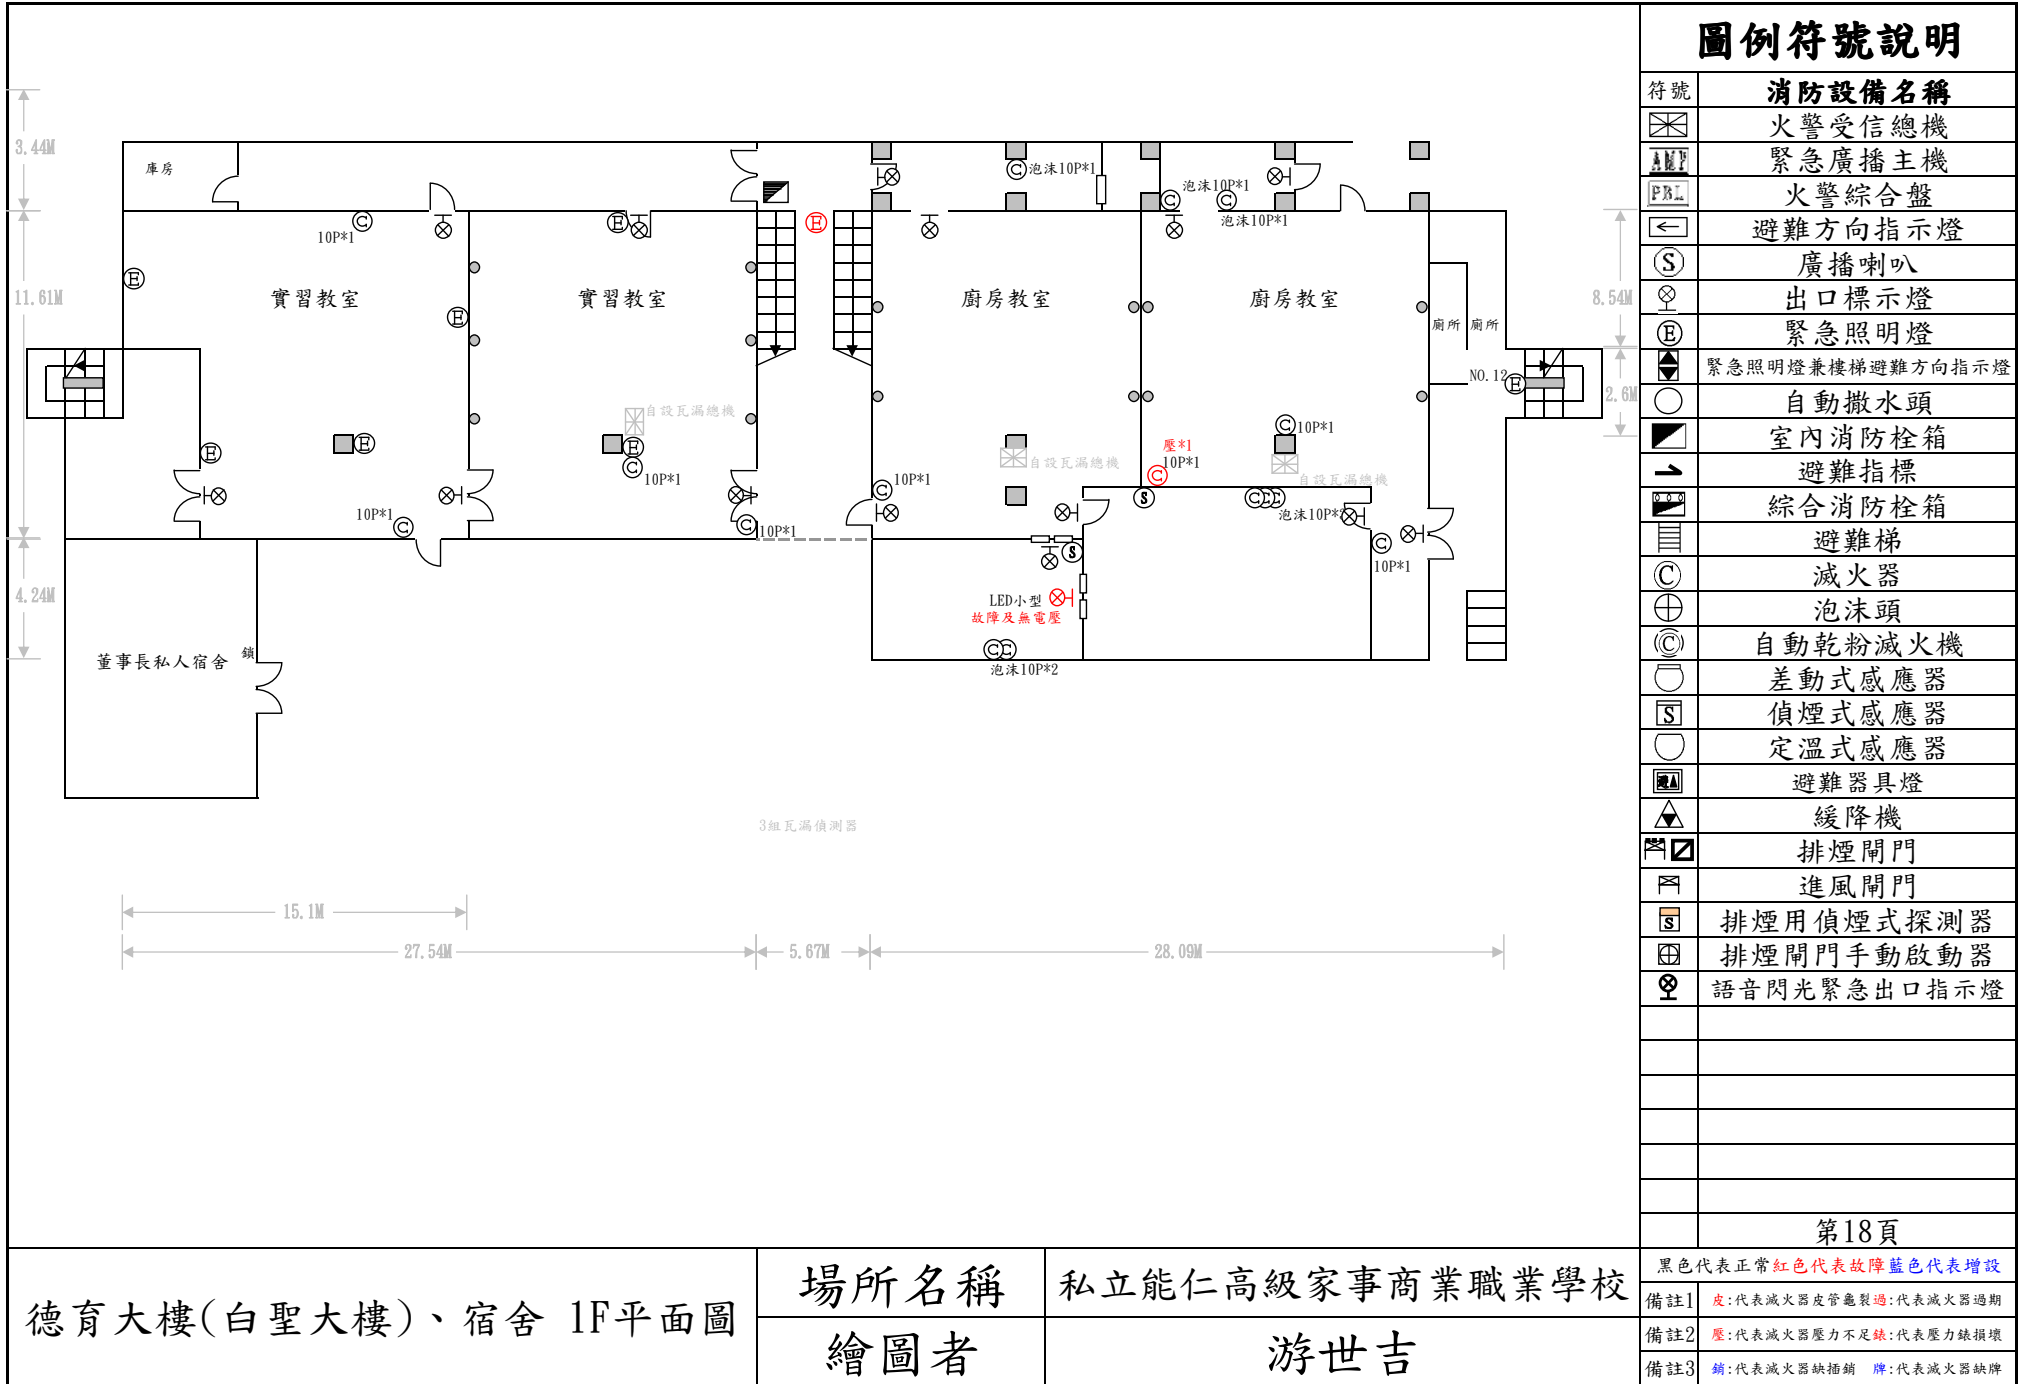 圖例符號說明
符號 消防設備名稱
火警受信總機
AMP 緊急廣播主機
PBL 火警綜合盤
避難方向指示燈
S 廣播喇叭
出口標示燈
E 緊急照明燈
緊急照明燈兼樓梯避難方向指示燈
自動撒水頭
室內消防栓箱
避難指標
綜合消防栓箱
避難梯
C 滅火器
泡沫頭
C 自動乾粉滅火機
差動式感應器
S 偵煙式感應器
定溫式感應器
避難器具燈
緩降機
排煙閘門
進風閘門
S 排煙用偵煙式探測器
排煙閘門手動啟動器
語音閃光緊急出口指示燈
第18頁
黑色代表正常紅色代表故障藍色代表增設
備註1 皮:代表滅火器皮管龜裂過:代表滅火器過期
備註2 壓:代表滅火器壓力不足錶:代表壓力錶損壞
備註3 銷:代表滅火器缺插銷 牌:代表滅火器缺牌
3.44M
庫房
C 泡沫10P*1
泡沫10P*1
C C
泡沫10P*1
C
10P*1
E
E
E
11.61M
實習教室
E
實習教室
廚房教室
廚房教室
8.54M
廁所
廁所
NO.12
E
2.6M
自設瓦漏總機
E
E
E
C
10P*1
自設瓦漏總機
C
10P*1
壓*1
10P*1
C
自設瓦漏總機
C
10P*1
S
C C C
泡沫10P*3
10P*1
C
C
10P*1
C
10P*1
S
4.24M
LED小型
故障及無電壓
C C
泡沫10P*2
董事長私人宿舍
鎖
3組瓦漏偵測器
15.1M
27.54M
5.67M
28.09M
德育大樓(白聖大樓)、宿舍 1F平面圖
場所名稱
私立能仁高級家事商業職業學校
繪圖者
游世吉